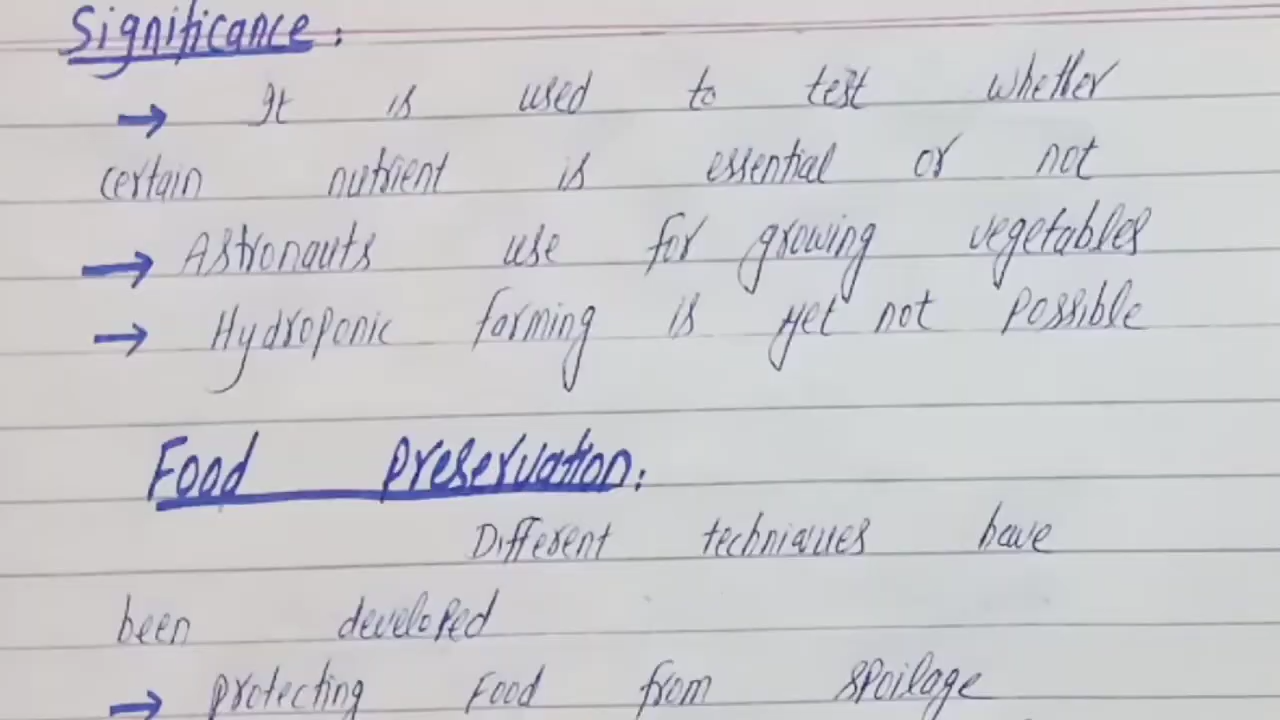 Significance:
→ It is used to test whether
certain nutrient is essential or not
→ Astronauts use for growing vegetables
→ Hydroponic farming is yet not possible
Food preservation:
Different techniques have
been developed
→ protecting Food from spoilage